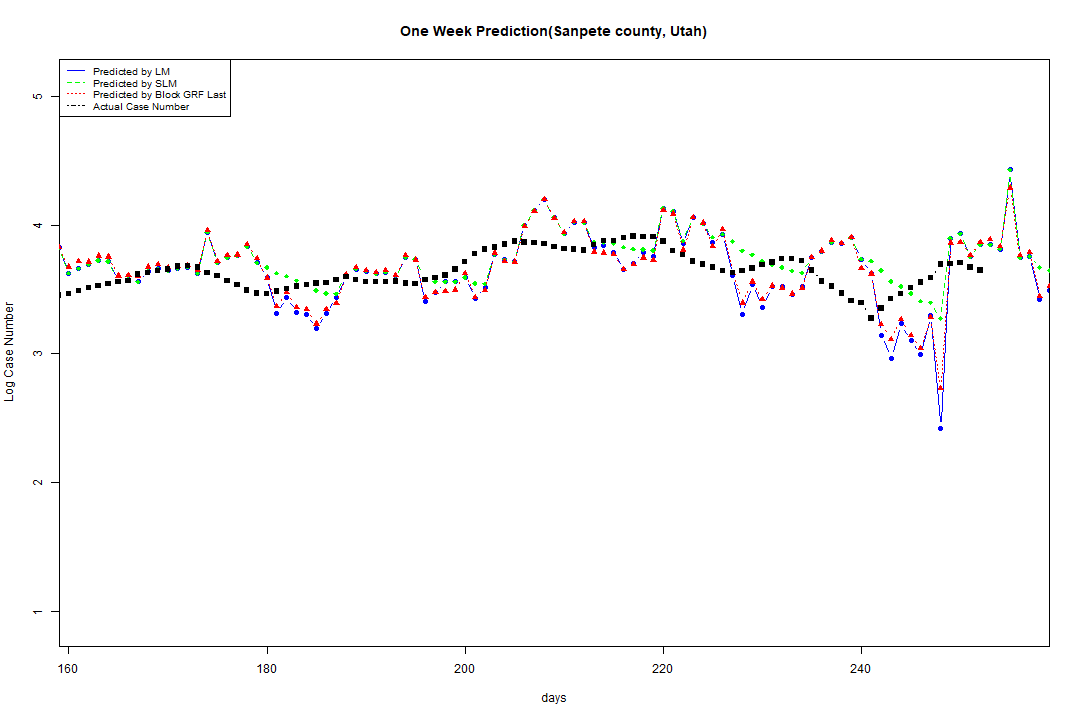 One Week Prediction(Sanpete county, Utah)
Predicted by LM
Predicted by SLM
Predicted by Block GRF Last
Actual Case Number
5
4
3
2
1
Log Case Number
160 180 200 220 240
days